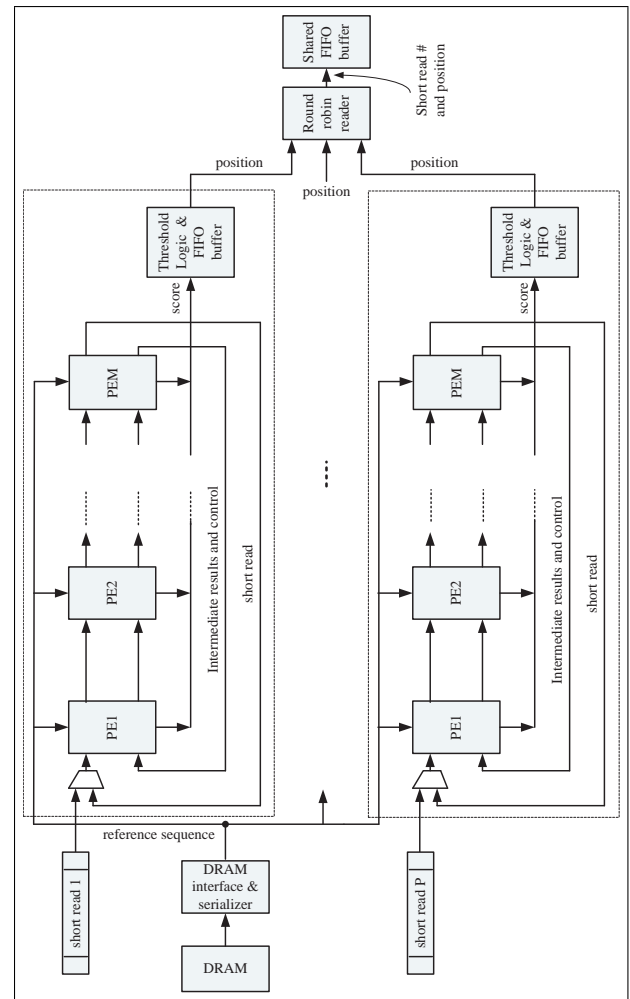 Shared
FIFO
buffer
Round
robin
reader
Short read #
and position
position
position
position
Threshold
Logic &
FIFO
buffer
score
PEM
PE2
PE1
Intermediate results and control
short read
Threshold
Logic &
FIFO
buffer
score
PEM
PE2
PE1
Intermediate results and control
short read
reference sequence
short read 1
DRAM
interface &
serializer
DRAM
short read P